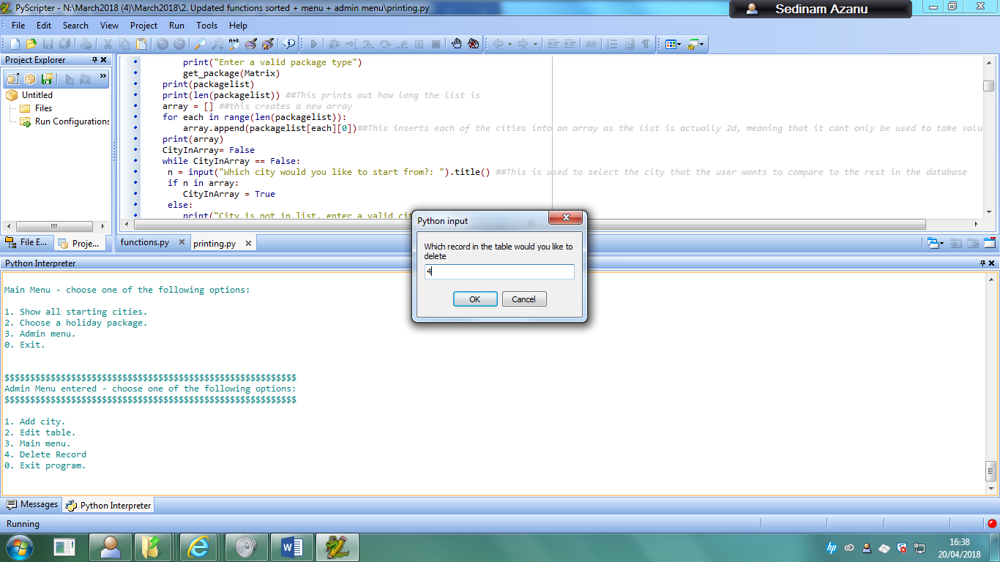 PyScripter - N:\March2018 (4)\March2018\2. Updated functions sorted + menu + admin menu\printing.py
Sedinam Azanu
File Edit Search View Project Run Tools Help
Project Explorer
Untitled
Files
Run Configurations
File E...
Proje...
print("Enter a valid package type")
get_package(Matrix)
print(packagelist)
print(len(packagelist)) ##This prints out how long the list is
array = [] ##this creates a new array
for each in range(len(packagelist)):
array.append(packagelist[each][0])##This inserts each of the cities into an array as the list is actually 2d, meaning that it cant only be used to take valu
print(array)
CityInArray= False
while CityInArray == False:
n = input("Which city would you like to start from?: ").title() ##This is used to select the city that the user wants to compare to the rest in the database
if n in array:
CityInArray = True
else:
print("City is not in list, enter a valid cit
functions.py
printing.py
Python input
Which record in the table would you like to
delete
4
OK
Cancel
Python Interpreter
Main Menu - choose one of the following options:
1. Show all starting cities.
2. Choose a holiday package.
3. Admin menu.
0. Exit.
$$$$$$$$$$$$$$$$$$$$$$$$$$$$$$$$$$$$$$$$$$$$$$$$$$$$$$$$$
Admin Menu entered - choose one of the following options:
$$$$$$$$$$$$$$$$$$$$$$$$$$$$$$$$$$$$$$$$$$$$$$$$$$$$$$$$$
1. Add city.
2. Edit table.
3. Main menu.
4. Delete Record
0. Exit program.
Messages
Python Interpreter
Running
16:38
20/04/2018